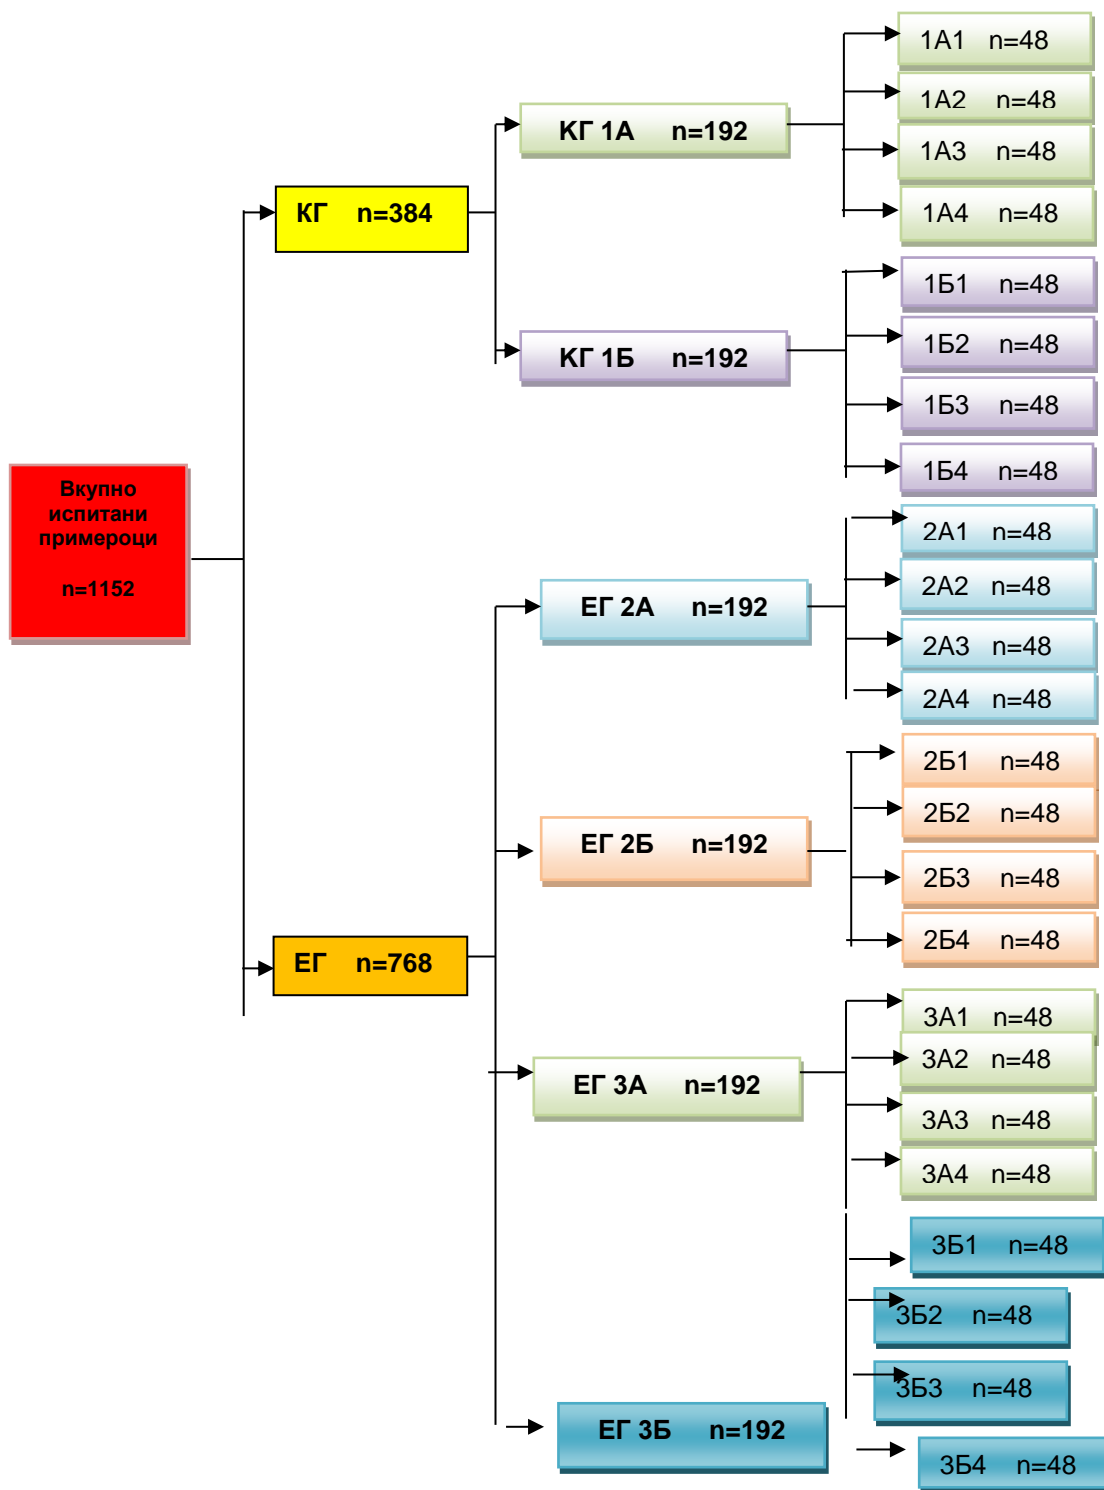 Вкупно
испитани
примероци
n=1152
КГ n=384
ЕГ n=768
КГ 1А n=192
КГ 1Б n=192
ЕГ 2А n=192
ЕГ 2Б n=192
ЕГ 3А n=192
ЕГ 3Б n=192
1А1 n=48
1А2 n=48
1А3 n=48
1А4 n=48
1Б1 n=48
1Б2 n=48
1Б3 n=48
1Б4 n=48
2А1 n=48
2А2 n=48
2А3 n=48
2А4 n=48
2Б1 n=48
2Б2 n=48
2Б3 n=48
2Б4 n=48
3А1 n=48
3А2 n=48
3А3 n=48
3А4 n=48
3Б1 n=48
3Б2 n=48
3Б3 n=48
3Б4 n=48